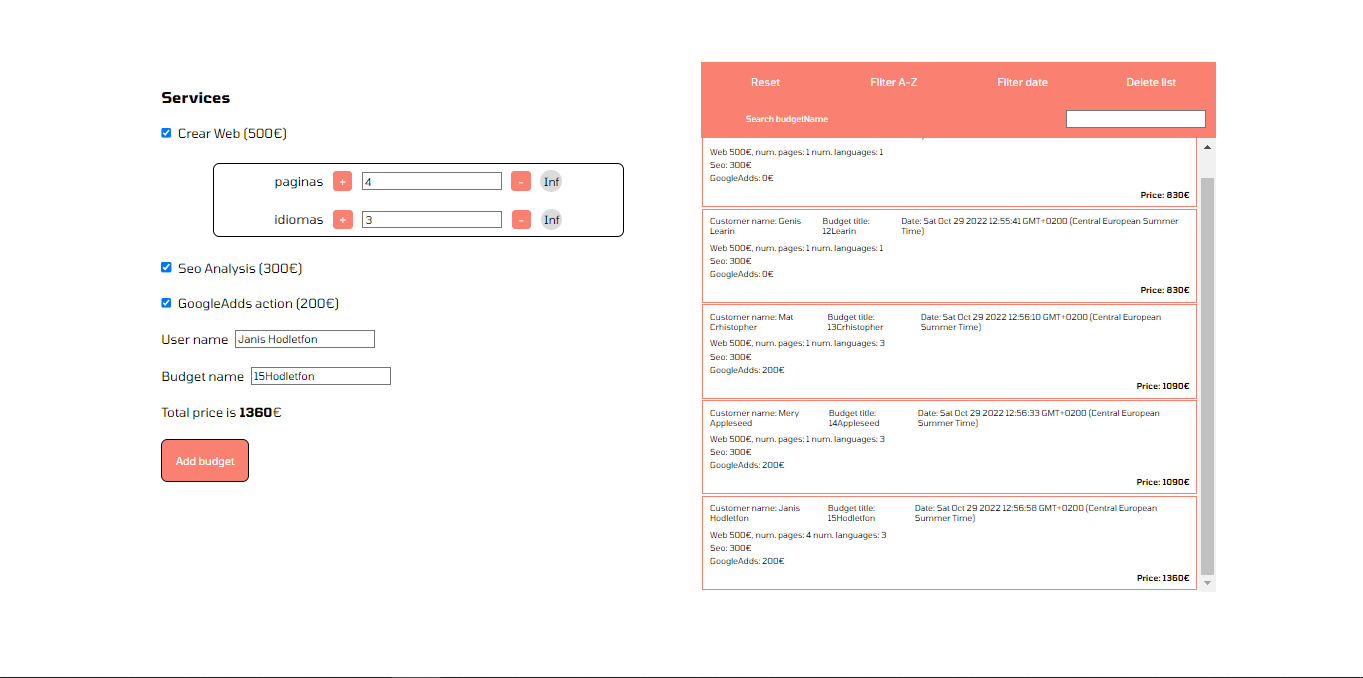 Services
Crear Web (500€)
paginas + 4 - Inf
idiomas + 3 - Inf
Seo Analysis (300€)
GoogleAdds action (200€)
User name Janis Hodletfon
Budget name 15Hodletfon
Total price is 1360€
Add budget
Reset Filter A-Z Filter date Delete list
Search budgetName
Web 500€, num. pages: 1 num. languages: 1
Seo: 300€
GoogleAdds: 0€
Price: 830€
Customer name: Genis Learin
Budget title: 12Learin
Date: Sat Oct 29 2022 12:55:41 GMT+0200 (Central European Summer Time)
Web 500€, num. pages: 1 num. languages: 1
Seo: 300€
GoogleAdds: 0€
Price: 830€
Customer name: Mat Crhistopher
Budget title: 13Crhistopher
Date: Sat Oct 29 2022 12:56:10 GMT+0200 (Central European Summer Time)
Web 500€, num. pages: 1 num. languages: 3
Seo: 300€
GoogleAdds: 200€
Price: 1090€
Customer name: Mery Appleseed
Budget title: 14Appleseed
Date: Sat Oct 29 2022 12:56:33 GMT+0200 (Central European Summer Time)
Web 500€, num. pages: 1 num. languages: 3
Seo: 300€
GoogleAdds: 200€
Price: 1090€
Customer name: Janis Hodletfon
Budget title: 15Hodletfon
Date: Sat Oct 29 2022 12:56:58 GMT+0200 (Central European Summer Time)
Web 500€, num. pages: 4 num. languages: 3
Seo: 300€
GoogleAdds: 200€
Price: 1360€